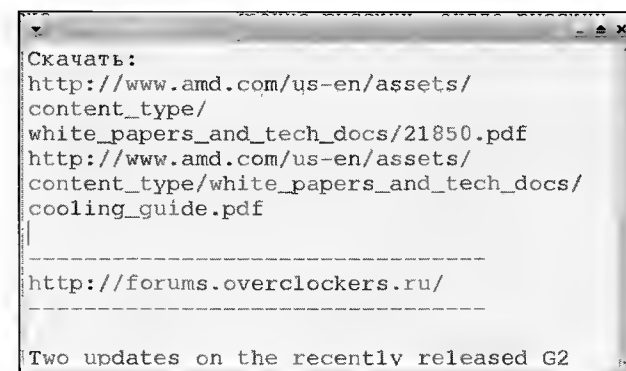 Скачать:
http://www.amd.com/us-en/assets/
content_type/
white_papers_and_tech_docs/21850.pdf
http://www.amd.com/us-en/assets/
content_type/white_papers_and_tech_docs/
cooling_guide.pdf
---------------------------------
http://forums.overclockers.ru/
---------------------------------
Two updates on the recently released G2